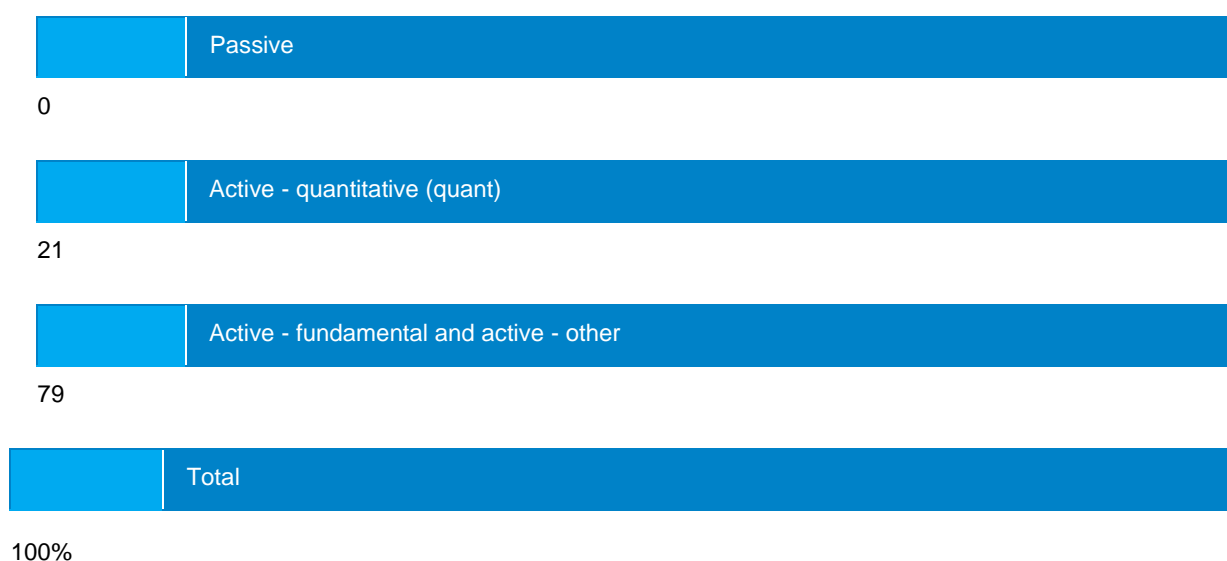 Passive
0
Active - quantitative (quant)
21
Active - fundamental and active - other
79
Total
100%